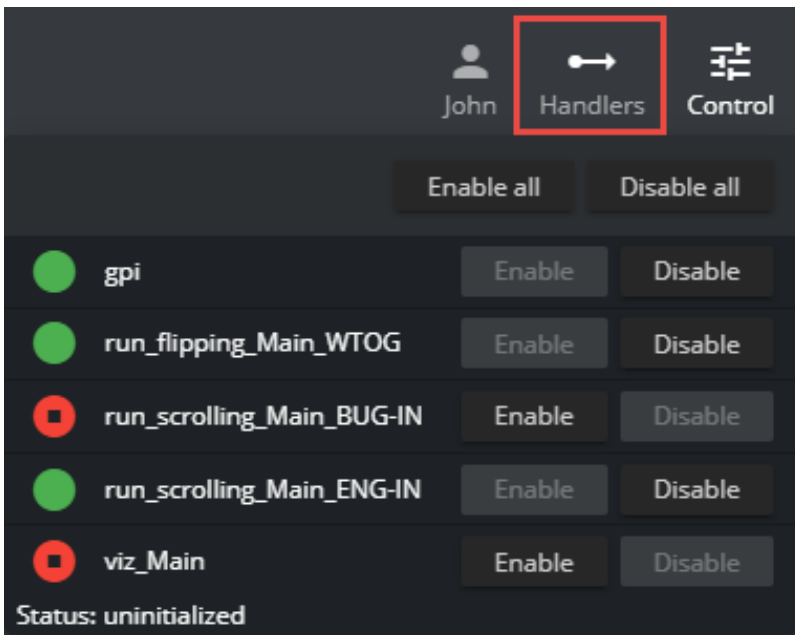 John Handlers Control
Enable all Disable all
gpi Enable Disable
run_flipping_Main_WTOG Enable Disable
run_scrolling_Main_BUG-IN Enable Disable
run_scrolling_Main_ENG-IN Enable Disable
viz_Main Enable Disable
Status: uninitialized